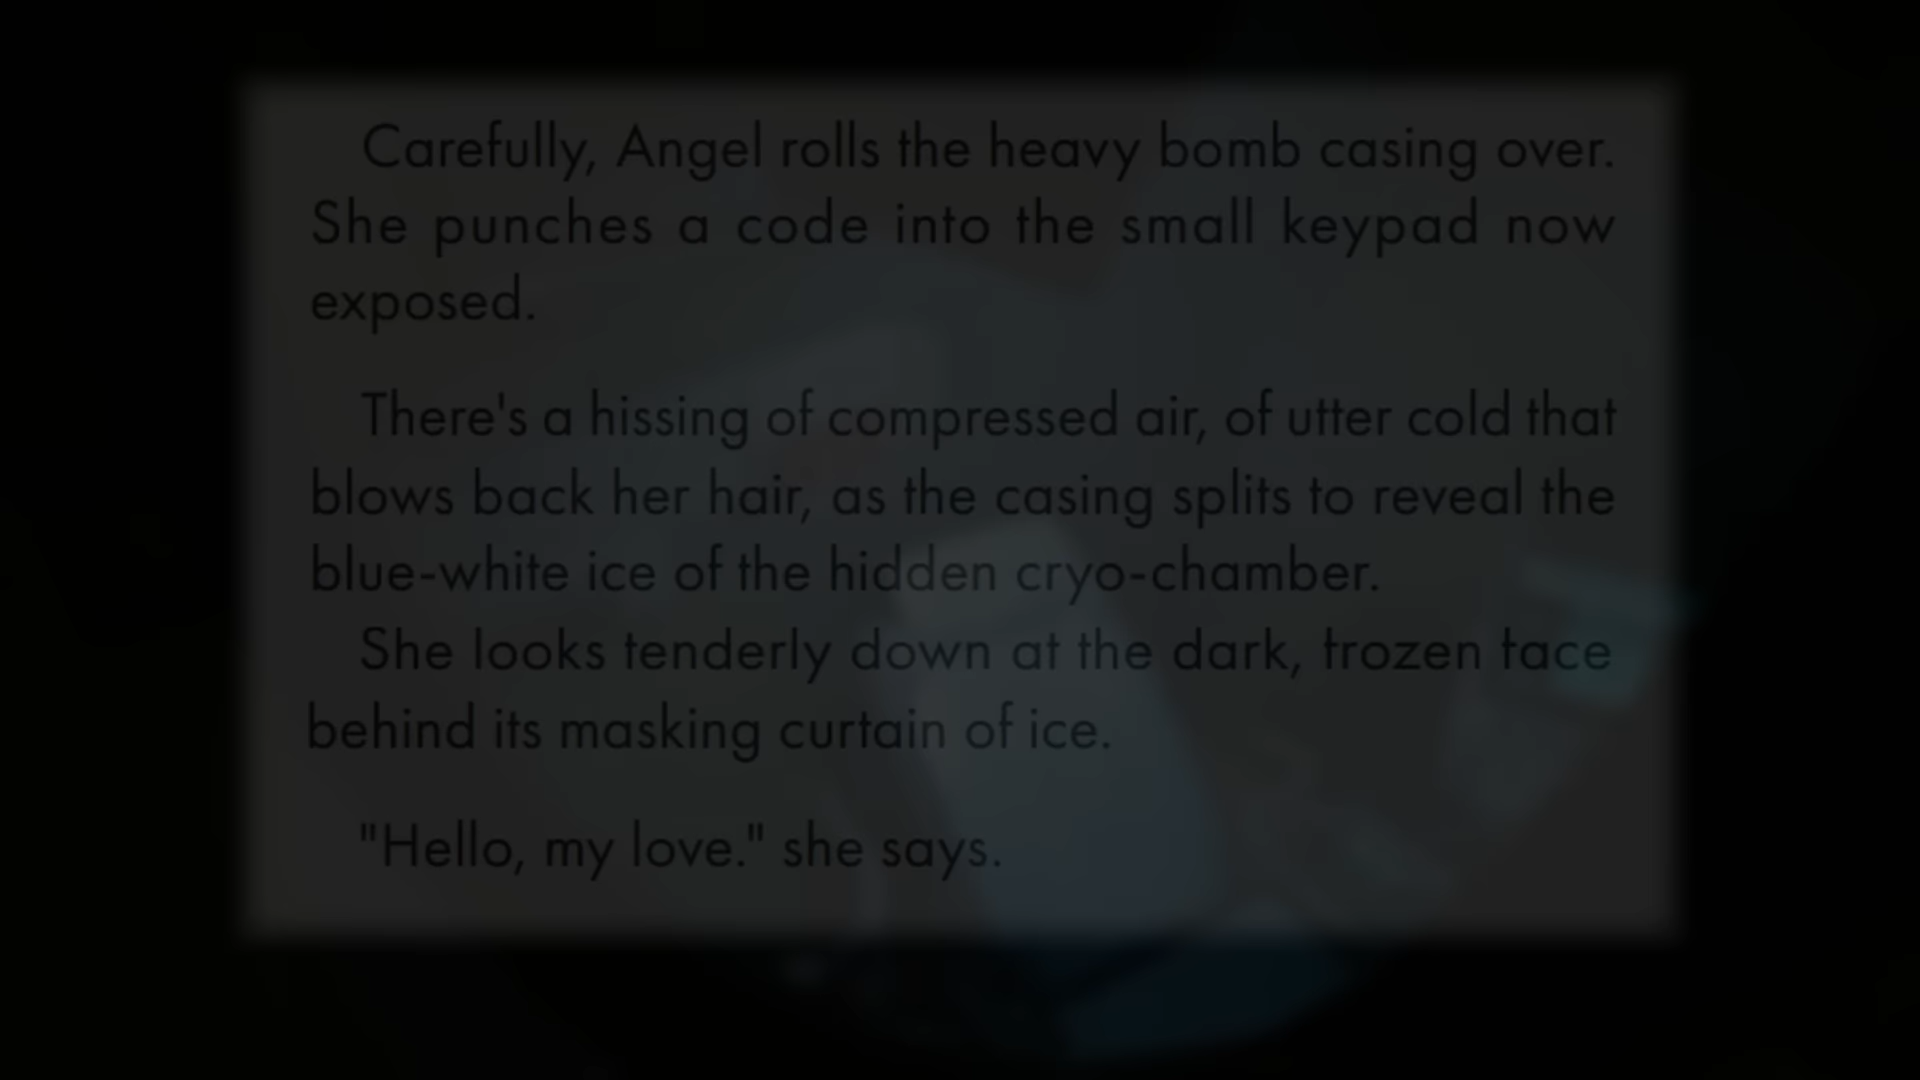 Carefully, Angel rolls the heavy bomb casing over.
She punches a code into the small keypad now
exposed.
There's a hissing of compressed air, of utter cold that
blows back her hair, as the casing splits to reveal the
blue-white ice of the hidden cryo-chamber.
She looks tenderly down at the dark, frozen face
behind its masking curtain of ice.
"Hello, my love." she says.